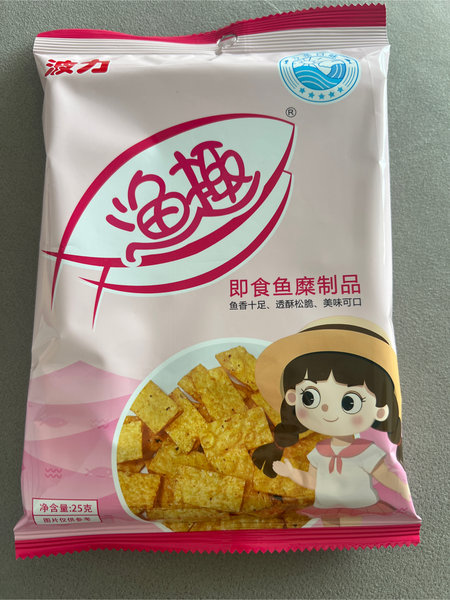 波力
渔趣
®
即食鱼糜制品
鱼香十足、透酥松脆、美味可口
净含量:25克
图片仅供参考